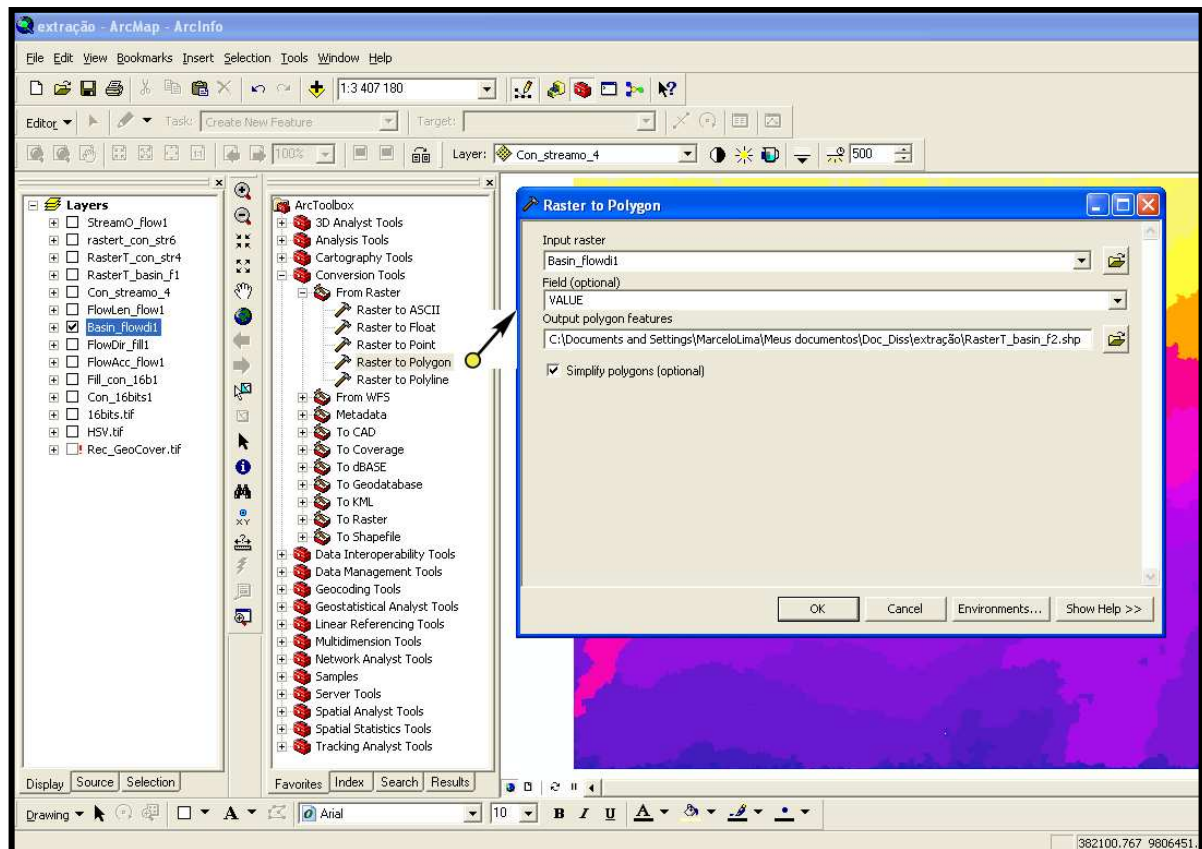 extração - ArcMap - ArcInfo
File Edit View Bookmarks Insert Selection Tools Window Help
1:3 407 180
Editor Task: Create New Feature Target:
100% Layer: Con_streamo_4 500
Layers
StreamO_flow1
rastert_con_str6
RasterT_con_str4
RasterT_basin_f1
Con_streamo_4
FlowLen_flow1
Basin_flowdi1
FlowDir_fill1
FlowAcc_flow1
Fill_con_16b1
Con_16bits1
16bits.tif
HSV.tif
Rec_GeoCover.tif
Display Source Selection
XY
ArcToolbox
3D Analyst Tools
Analysis Tools
Cartography Tools
Conversion Tools
From Raster
Raster to ASCII
Raster to Float
Raster to Point
Raster to Polygon
Raster to Polyline
From WFS
Metadata
To CAD
To Coverage
To dBASE
To Geodatabase
To KML
To Raster
To Shapefile
Data Interoperability Tools
Data Management Tools
Geocoding Tools
Geostatistical Analyst Tools
Linear Referencing Tools
Multidimension Tools
Network Analyst Tools
Samples
Server Tools
Spatial Analyst Tools
Spatial Statistics Tools
Tracking Analyst Tools
Favorites Index Search Results
Raster to Polygon
Input raster
Basin_flowdi1
Field (optional)
VALUE
Output polygon features
C:\Documents and Settings\MarceloLima\Meus documentos\Doc_Diss\extração\RasterT_basin_f2.shp
Simplify polygons (optional)
OK Cancel Environments... Show Help >>
Drawing A Arial 10 B I U A
382100.767 9806451.